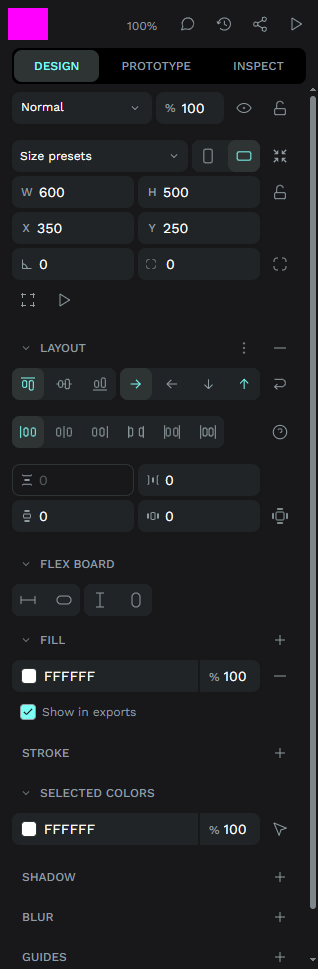 100%
DESIGN PROTOTYPE INSPECT
Normal % 100
Size presets
W 600 H 500
X 350 Y 250
0 0
LAYOUT
0 0
0 0
FLEX BOARD
FILL
FFFFFF % 100
Show in exports
STROKE
SELECTED COLORS
FFFFFF % 100
SHADOW
BLUR
GUIDES